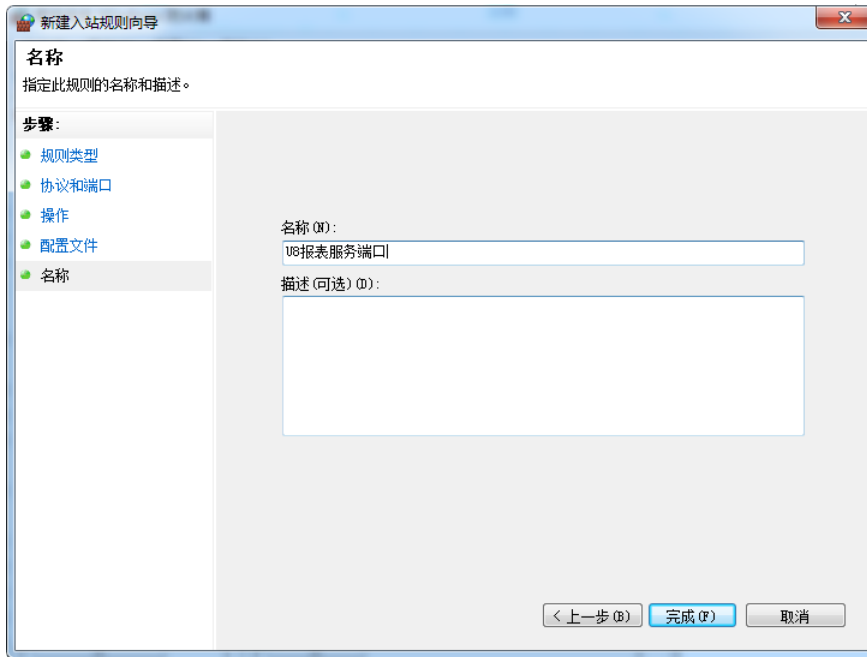 新建入站规则向导
名称
指定此规则的名称和描述。
步骤:
规则类型
协议和端口
操作
配置文件
名称
名称(N):
U8报表服务端口
描述(可选)(D):
< 上一步(B)
完成(F)
取消